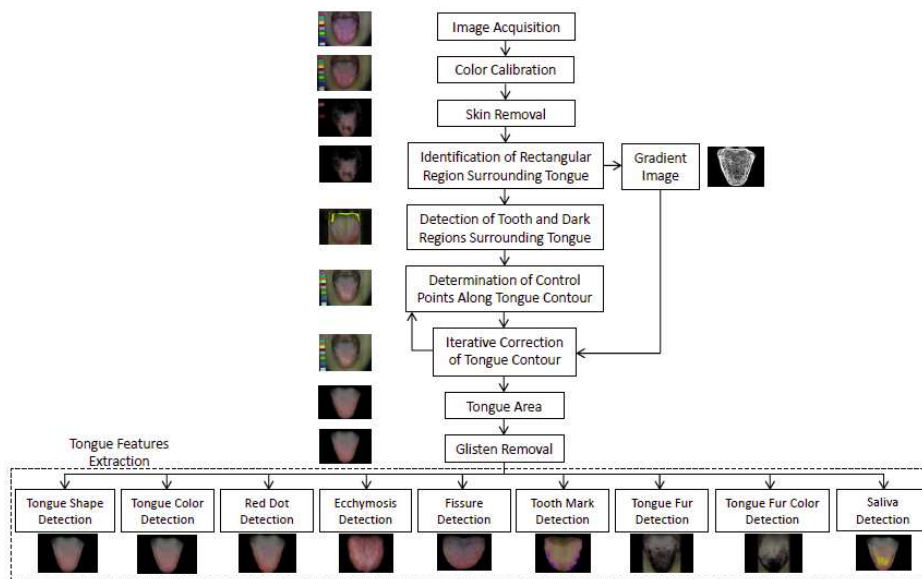 Image Acquisition
Color Calibration
Skin Removal
Identification of Rectangular
Region Surrounding Tongue
Gradient
Image
Detection of Tooth and Dark
Regions Surrounding Tongue
Determination of Control
Points Along Tongue Contour
Iterative Correction
of Tongue Contour
Tongue Area
Glisten Removal
Tongue Features
Extraction
Tongue Shape
Detection
Tongue Color
Detection
Red Dot
Detection
Ecchymosis
Detection
Fissure
Detection
Tooth Mark
Detection
Tongue Fur
Detection
Tongue Fur Color
Detection
Saliva
Detection